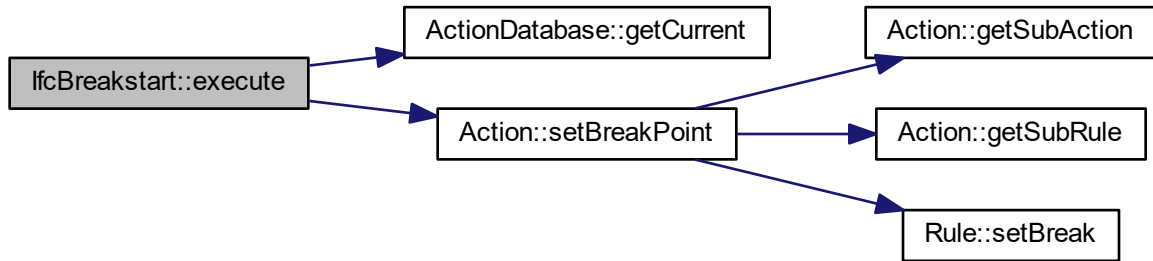 IfcBreakstart::execute
ActionDatabase::getCurrent
Action::setBreakPoint
Action::getSubAction
Action::getSubRule
Rule::setBreak